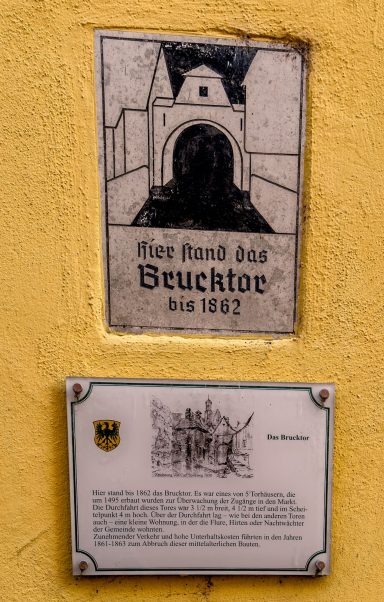 Hier stand das
Brucktor
bis 1862
Das Brucktor
Hier stand bis 1862 das Brucktor. Es war eines von 5 Torhäusern, die
um 1495 erbaut wurden zur Überwachung der Zugänge in den Markt.
Die Durchfahrt dieses Tores war 3 1/2 m breit, 4 1/2 m tief und im Schei-
telpunkt 4 m hoch. Über der Durchfahrt lag – wie bei den anderen Toren
auch – eine kleine Wohnung, in der die Flure, Hirten oder Nachtwächter
der Gemeinde wohnten.
Zunehmender Verkehr und hohe Unterhaltskosten führten in den Jahren
1861-1863 zum Abbruch dieser mittelalterlichen Bauten.